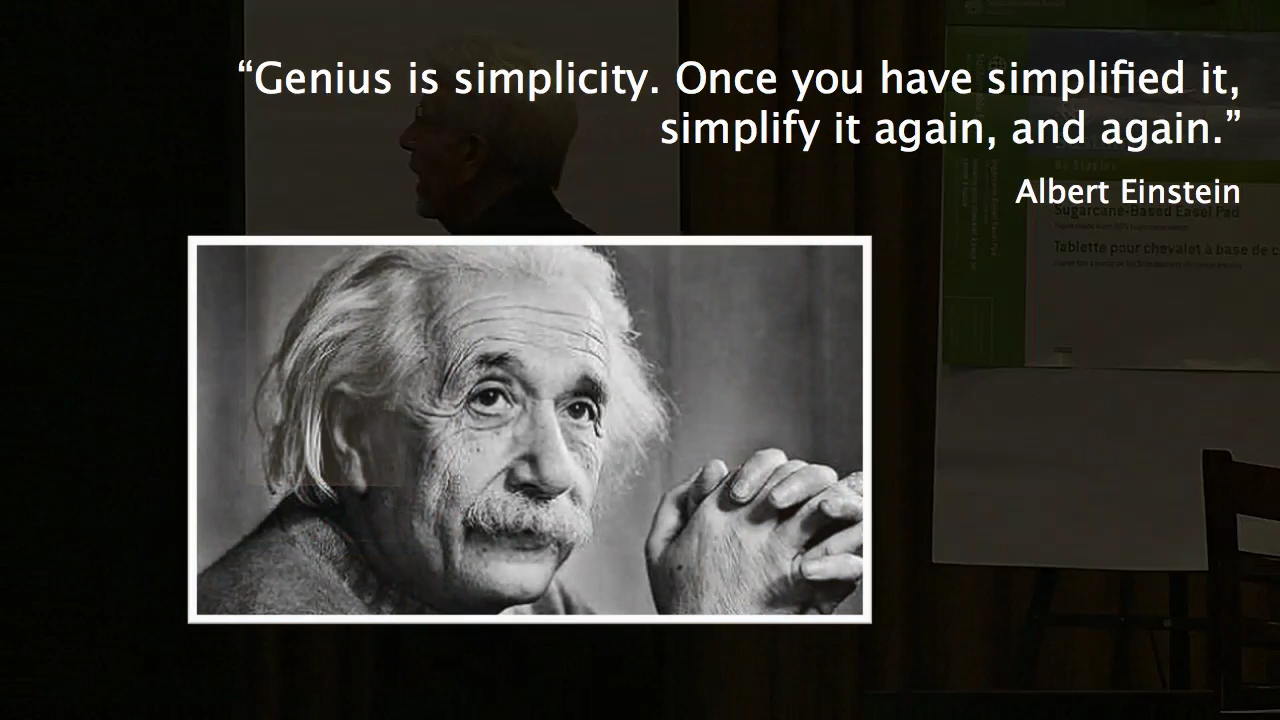 “Genius is simplicity. Once you have simplified it,
simplify it again, and again.”
Albert Einstein
Sugarcane-Based Easel Pad
Tablette pour chevalet à base de c